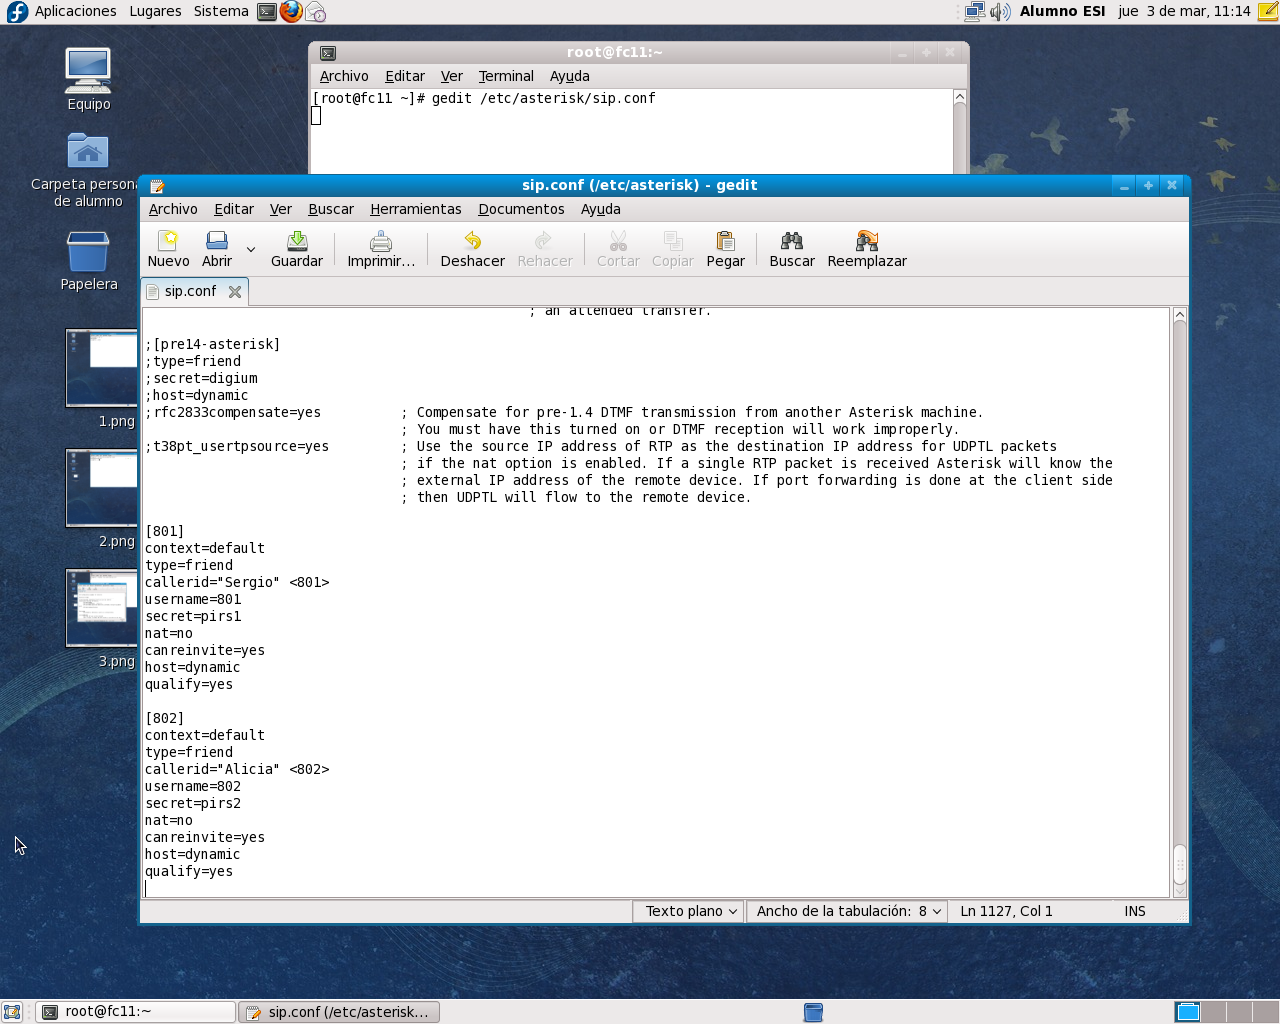 Aplicaciones Lugares Sistema
Alumno ESI jue 3 de mar, 11:14
Equipo
Carpeta persona
de alumno
Papelera
1.png
2.png
3.png
root@fc11:~
Archivo Editar Ver Terminal Ayuda
[root@fc11 ~]# gedit /etc/asterisk/sip.conf
sip.conf (/etc/asterisk) - gedit
Archivo Editar Ver Buscar Herramientas Documentos Ayuda
Nuevo Abrir Guardar Imprimir... Deshacer Rehacer Cortar Copiar Pegar Buscar Reemplazar
sip.conf
; an attended transfer.
;[pre14-asterisk]
;type=friend
;secret=digium
;host=dynamic
;rfc2833compensate=yes ; Compensate for pre-1.4 DTMF transmission from another Asterisk machine.
; You must have this turned on or DTMF reception will work improperly.
;t38pt_usertpsource=yes ; Use the source IP address of RTP as the destination IP address for UDPTL packets
; if the nat option is enabled. If a single RTP packet is received Asterisk will know the
; external IP address of the remote device. If port forwarding is done at the client side
; then UDPTL will flow to the remote device.
[801]
context=default
type=friend
callerid="Sergio" <801>
username=801
secret=pirs1
nat=no
canreinvite=yes
host=dynamic
qualify=yes
[802]
context=default
type=friend
callerid="Alicia" <802>
username=802
secret=pirs2
nat=no
canreinvite=yes
host=dynamic
qualify=yes
Texto plano Ancho de la tabulación: 8 Ln 1127, Col 1 INS
root@fc11:~ sip.conf (/etc/asterisk...